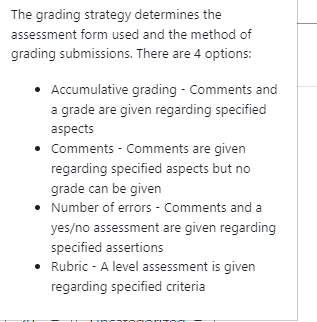 The grading strategy determines the
assessment form used and the method of
grading submissions. There are 4 options:
• Accumulative grading - Comments and
a grade are given regarding specified
aspects
• Comments - Comments are given
regarding specified aspects but no
grade can be given
• Number of errors - Comments and a
yes/no assessment are given regarding
specified assertions
• Rubric - A level assessment is given
regarding specified criteria